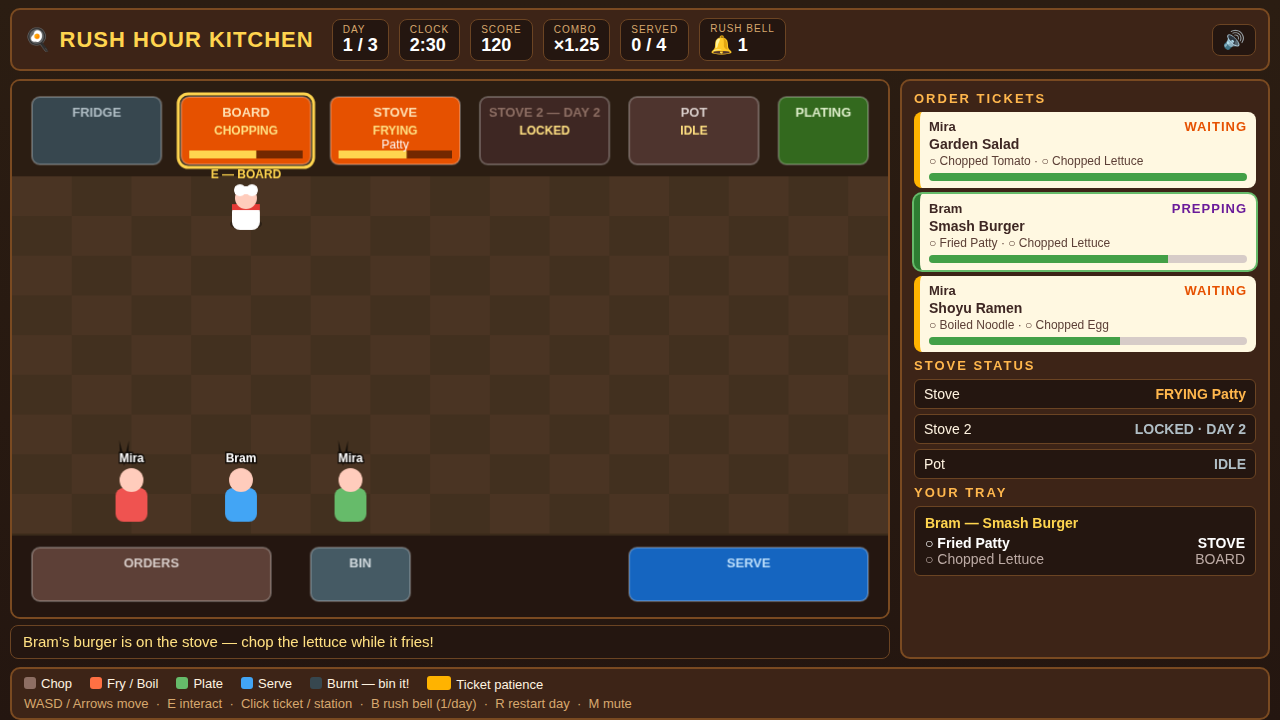 🍳 RUSH HOUR KITCHEN
DAY
1 / 3
CLOCK
2:30
SCORE
120
COMBO
×1.25
SERVED
0 / 4
RUSH BELL
🔔 1
🔊
FRIDGE
BOARD
CHOPPING
STOVE
FRYING
Patty
STOVE 2 — DAY 2
LOCKED
POT
IDLE
PLATING
E — BOARD
Mira
Bram
Mira
ORDERS
BIN
SERVE
Bram's burger is on the stove — chop the lettuce while it fries!
ORDER TICKETS
Mira WAITING
Garden Salad
○ Chopped Tomato · ○ Chopped Lettuce
Bram PREPPING
Smash Burger
○ Fried Patty · ○ Chopped Lettuce
Mira WAITING
Shoyu Ramen
○ Boiled Noodle · ○ Chopped Egg
STOVE STATUS
Stove FRYING Patty
Stove 2 LOCKED · DAY 2
Pot IDLE
YOUR TRAY
Bram — Smash Burger
○ Fried Patty STOVE
○ Chopped Lettuce BOARD
Chop Fry / Boil Plate Serve Burnt — bin it! Ticket patience
WASD / Arrows move · E interact · Click ticket / station · B rush bell (1/day) · R restart day · M mute